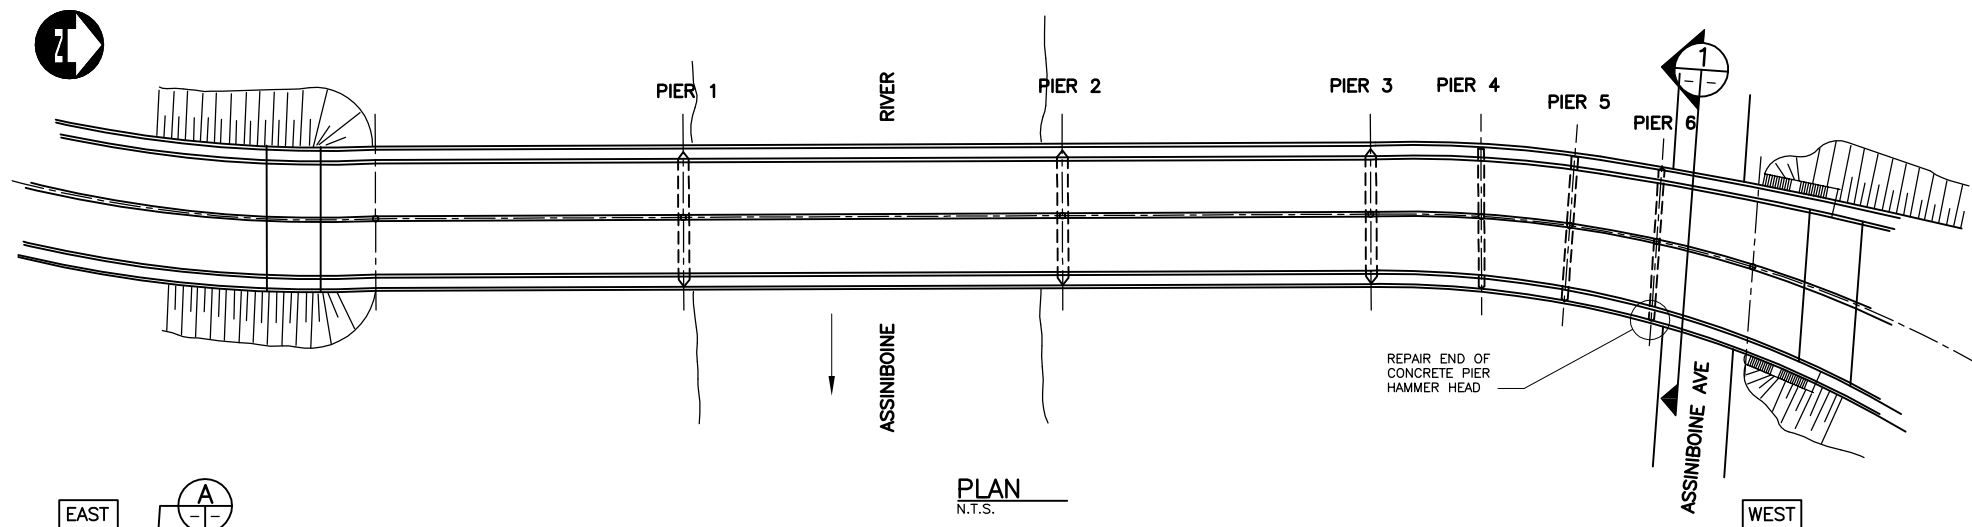 N
PIER 1
RIVER
PIER 2
PIER 3
PIER 4
PIER 5
PIER 6
1
REPAIR END OF
CONCRETE PIER
HAMMER HEAD
ASSINIBOINE
ASSINIBOINE AVE
PLAN
N.T.S.
A
EAST
WEST